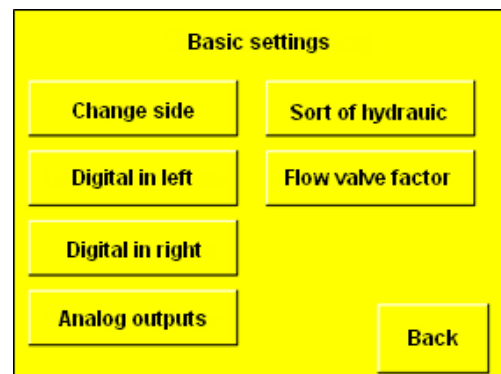 Basic settings
Change side
Sort of hydrauic
Digital in left
Flow valve factor
Digital in right
Analog outputs
Back